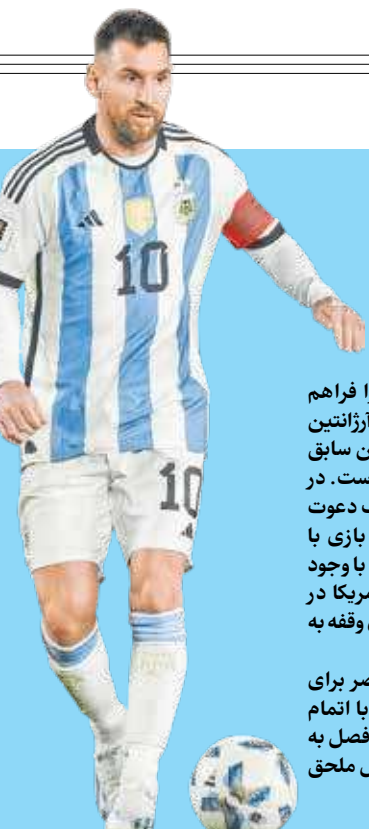 10
10
را فراهم
آرژانتین
ن سابق
ست. در
ب دعوت
بازی با
با وجود
مریکا در
وقفه به
صر برای
با اتمام
فصل به
ملحق